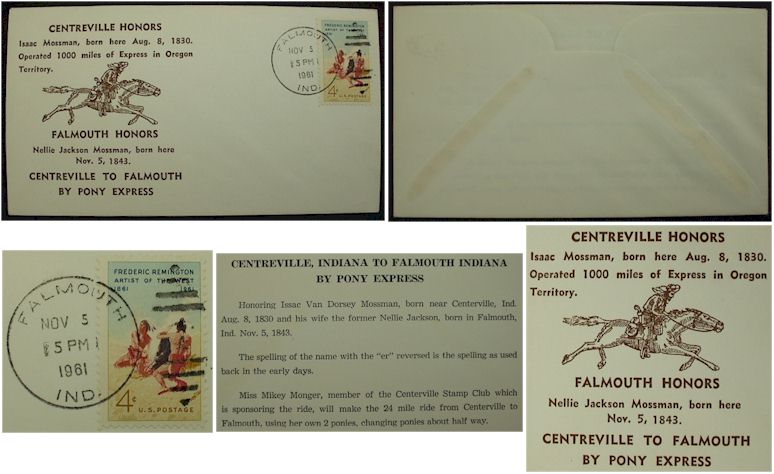 CENTREVILLE HONORS
Isaac Mossman, born here Aug. 8, 1830.
Operated 1000 miles of Express in Oregon
Territory.
FALMOUTH HONORS
Nellie Jackson Mossman, born here
Nov. 5, 1843.
CENTREVILLE TO FALMOUTH
BY PONY EXPRESS
FALMOUTH
NOV 5
5 PM
1961
IND.
FREDERIC REMINGTON
ARTIST OF THE WEST
4¢
U.S. POSTAGE
FALMOUTH
NOV 5
5 PM
1961
IND.
FREDERIC REMINGTON
ARTIST OF THE WEST
1861 1961
4¢
U.S. POSTAGE
CENTREVILLE, INDIANA TO FALMOUTH INDIANA
BY PONY EXPRESS
Honoring Issac Van Dorsey Mossman, born near Centerville, Ind.
Aug. 8, 1830 and his wife the former Nellie Jackson, born in Falmouth,
Ind. Nov. 5, 1843.
The spelling of the name with the "er" reversed is the spelling as used
back in the early days.
Miss Mikey Monger, member of the Centerville Stamp Club which
is sponsoring the ride, will make the 24 mile ride from Centerville to
Falmouth, using her own 2 ponies, changing ponies about half way.
CENTREVILLE HONORS
Isaac Mossman, born here Aug. 8, 1830.
Operated 1000 miles of Express in Oregon
Territory.
FALMOUTH HONORS
Nellie Jackson Mossman, born here
Nov. 5, 1843.
CENTREVILLE TO FALMOUTH
BY PONY EXPRESS